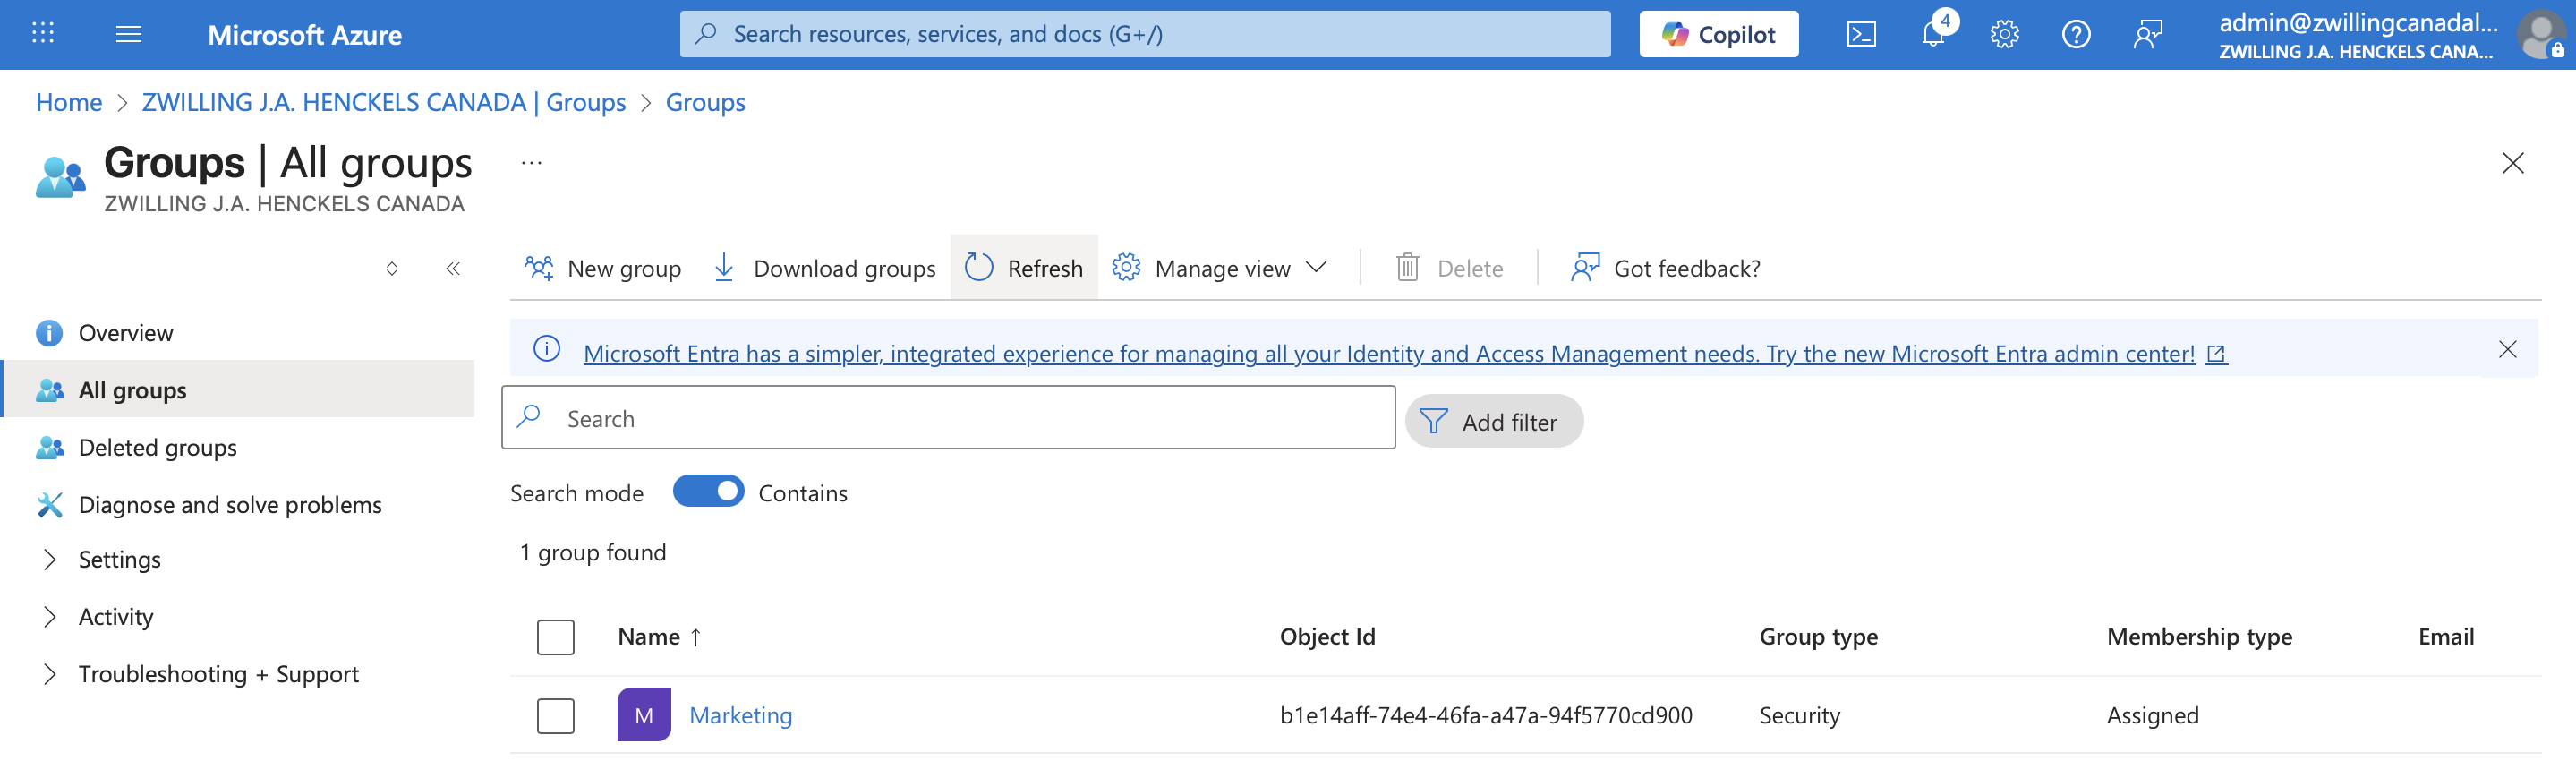 Microsoft Azure
Search resources, services, and docs (G+/)
Copilot
4
admin@zwillingcanadal...
ZWILLING J.A. HENCKELS CANA...
Home > ZWILLING J.A. HENCKELS CANADA | Groups > Groups
Groups | All groups ...
ZWILLING J.A. HENCKELS CANADA
New group
Download groups
Refresh
Manage view
Delete
Got feedback?
Overview
All groups
Deleted groups
Diagnose and solve problems
Settings
Activity
Troubleshooting + Support
Microsoft Entra has a simpler, integrated experience for managing all your Identity and Access Management needs. Try the new Microsoft Entra admin center!
Search
Add filter
Search mode Contains
1 group found
Name ↑ Object Id Group type Membership type Email
M Marketing b1e14aff-74e4-46fa-a47a-94f5770cd900 Security Assigned